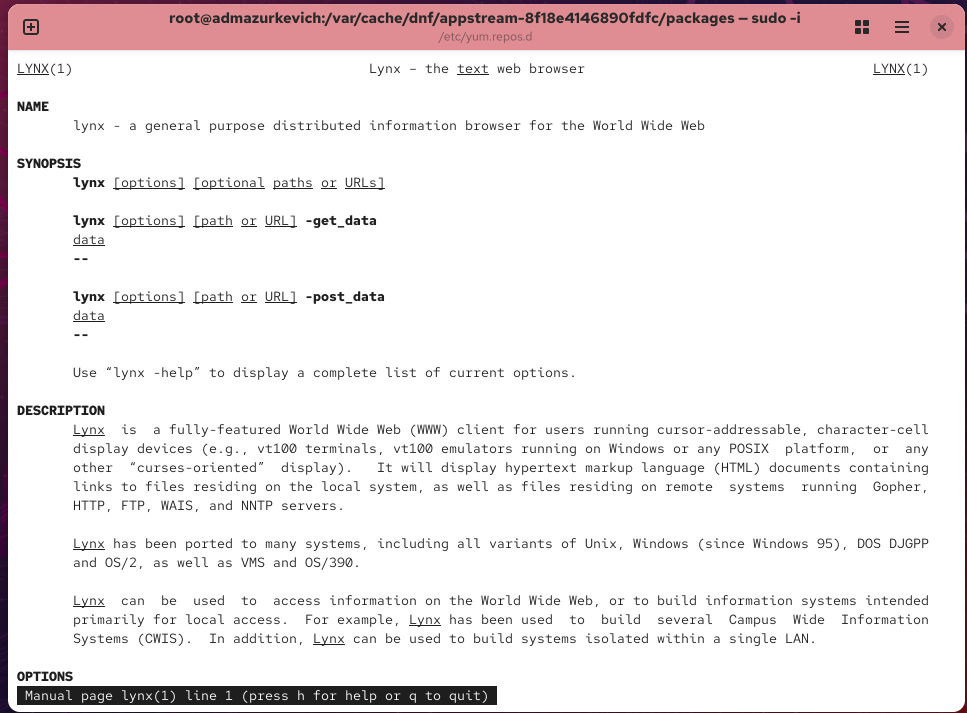 root@admazurkevich:/var/cache/dnf/appstream-8f18e4146890fdfc/packages — sudo -i
/etc/yum.repos.d
LYNX(1) Lynx – the text web browser LYNX(1)
NAME
lynx - a general purpose distributed information browser for the World Wide Web
SYNOPSIS
lynx [options] [optional paths or URLs]
lynx [options] [path or URL] -get_data
data
--
lynx [options] [path or URL] -post_data
data
--
Use “lynx -help” to display a complete list of current options.
DESCRIPTION
Lynx is a fully-featured World Wide Web (WWW) client for users running cursor-addressable, character-cell
display devices (e.g., vt100 terminals, vt100 emulators running on Windows or any POSIX platform, or any
other “curses-oriented” display). It will display hypertext markup language (HTML) documents containing
links to files residing on the local system, as well as files residing on remote systems running Gopher,
HTTP, FTP, WAIS, and NNTP servers.
Lynx has been ported to many systems, including all variants of Unix, Windows (since Windows 95), DOS DJGPP
and OS/2, as well as VMS and OS/390.
Lynx can be used to access information on the World Wide Web, or to build information systems intended
primarily for local access. For example, Lynx has been used to build several Campus Wide Information
Systems (CWIS). In addition, Lynx can be used to build systems isolated within a single LAN.
OPTIONS
Manual page lynx(1) line 1 (press h for help or q to quit)